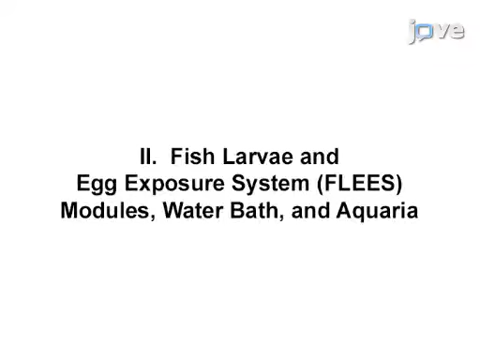 jove
II. Fish Larvae and
Egg Exposure System (FLEES)
Modules, Water Bath, and Aquaria